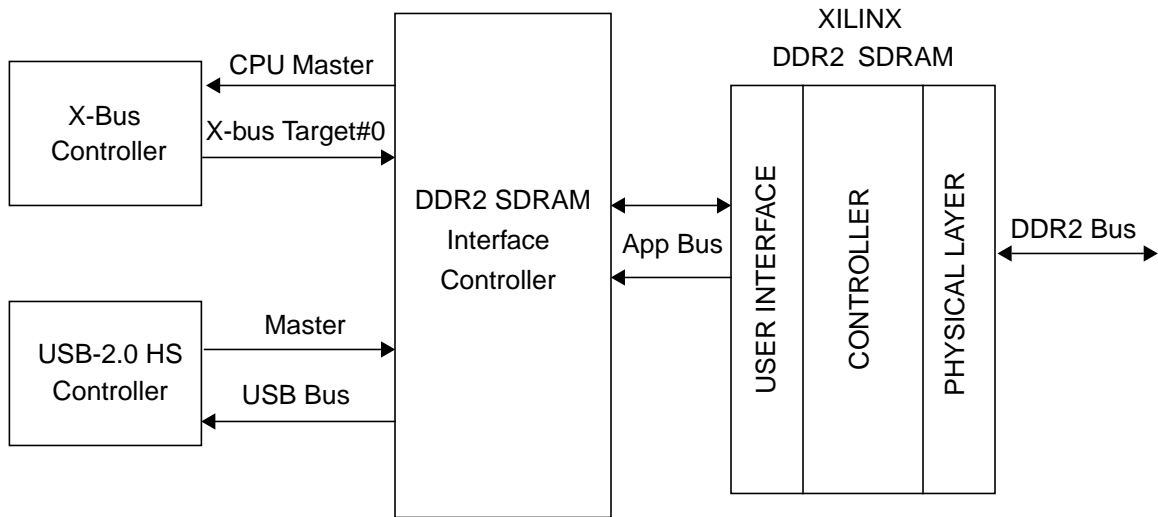 XILINX
DDR2 SDRAM
CPU Master
X-Bus
Controller
X-bus Target#0
DDR2 SDRAM
Interface
Controller
App Bus
USER INTERFACE
CONTROLLER
PHYSICAL LAYER
DDR2 Bus
Master
USB-2.0 HS
Controller
USB Bus